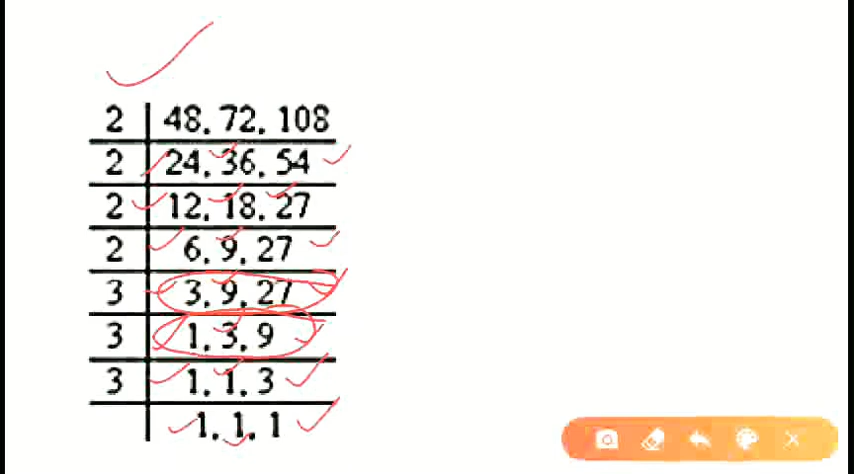 2 48, 72, 108
2 24, 36, 54
2 12, 18, 27
2 6, 9, 27
3 3, 9, 27
3 1, 3, 9
3 1, 1, 3
1, 1, 1